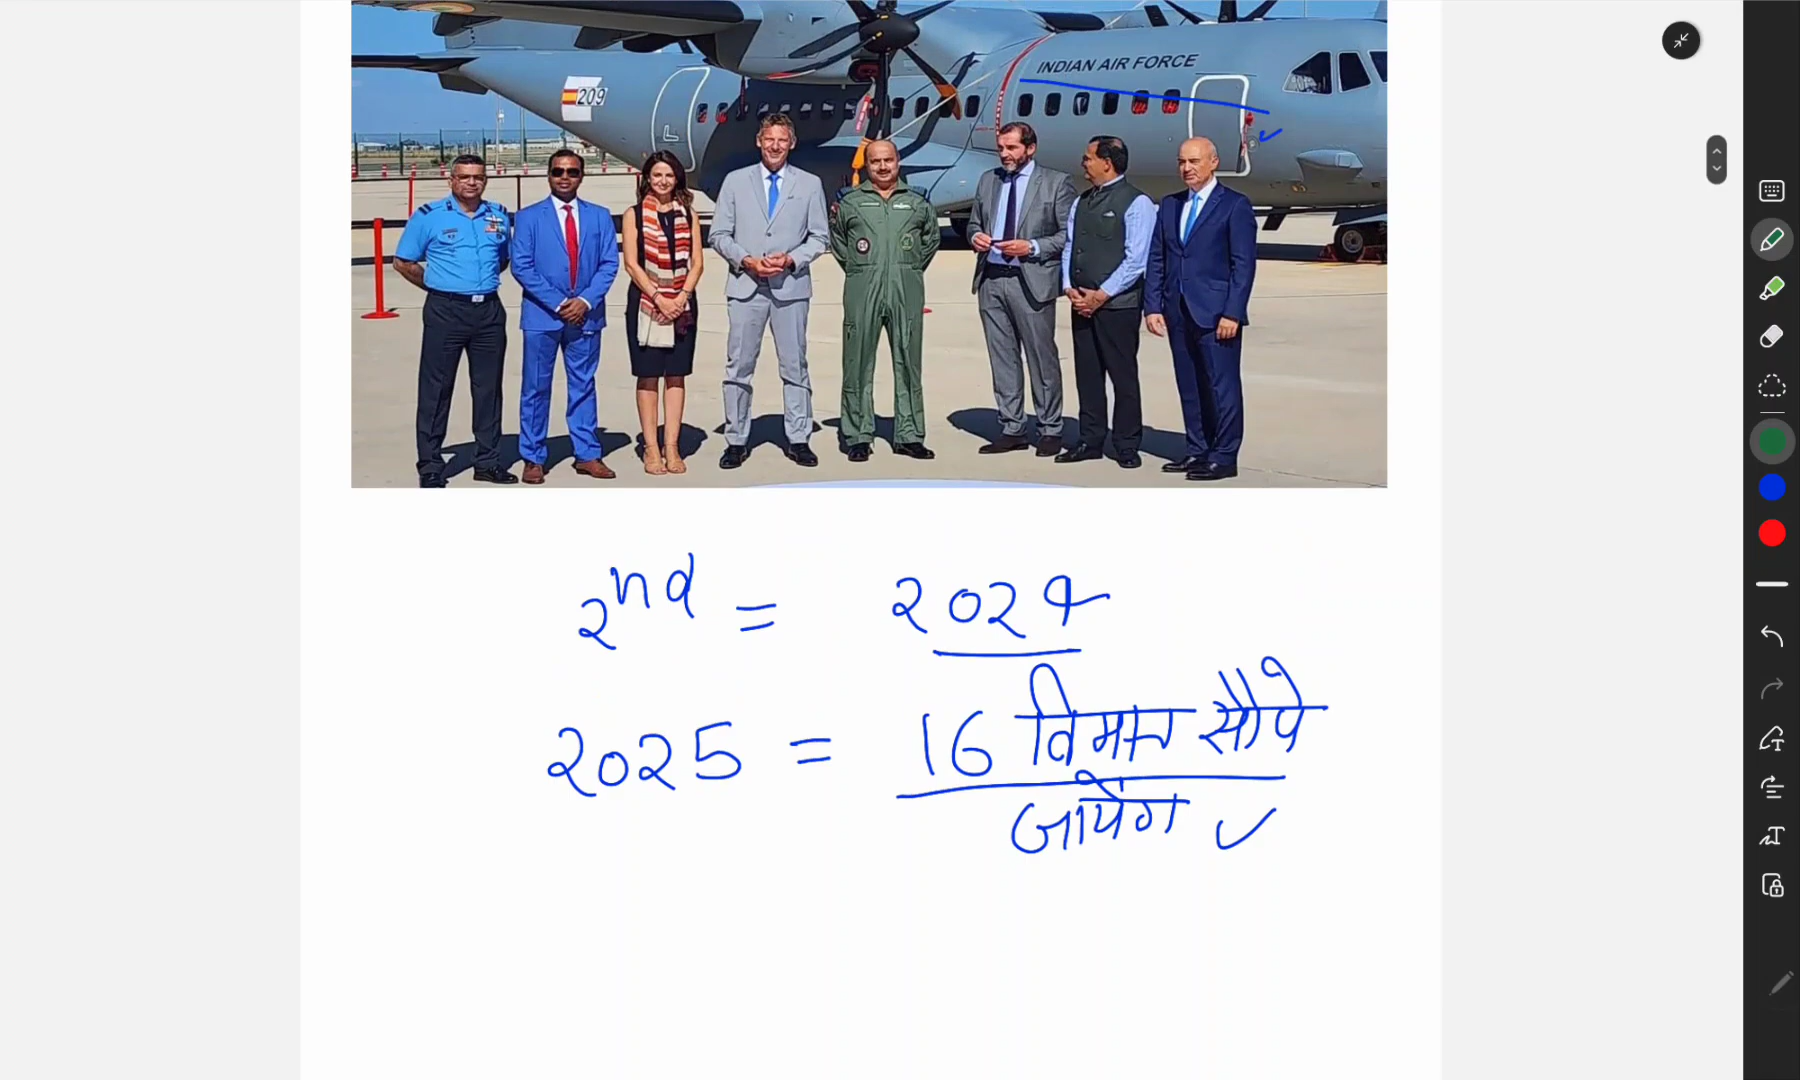 INDIAN AIR FORCE
209
2nd = 2024
2025 = 16 विमान सौपे
जायेंगे